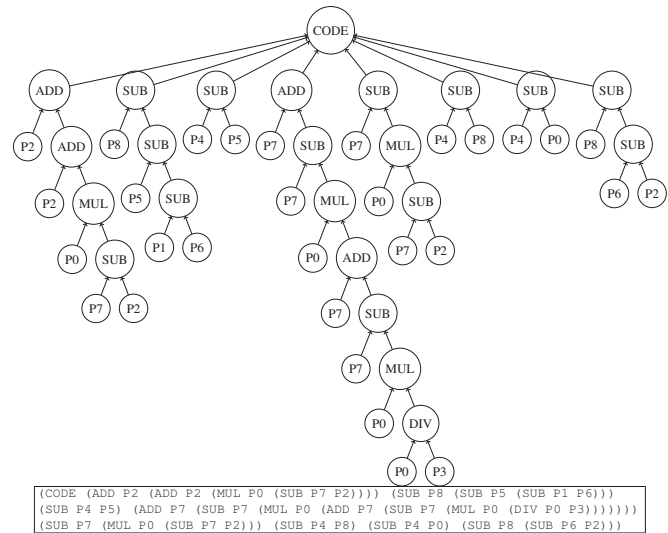 CODE
ADD SUB SUB ADD SUB SUB SUB SUB
P2 ADD P8 SUB P4 P5 P7 SUB P7 MUL P4 P8 P4 P0 P8 SUB
P2 MUL P5 SUB P7 MUL P0 SUB P6 P2
P0 SUB P1 P6 P0 ADD P7 P2
P7 P2 P7 SUB
P7 MUL
P0 DIV
P0 P3
(CODE (ADD P2 (ADD P2 (MUL P0 (SUB P7 P2)))) (SUB P8 (SUB P5 (SUB P1 P6)))
(SUB P4 P5) (ADD P7 (SUB P7 (MUL P0 (ADD P7 (SUB P7 (MUL P0 (DIV P0 P3)))))))
(SUB P7 (MUL P0 (SUB P7 P2))) (SUB P4 P8) (SUB P4 P0) (SUB P8 (SUB P6 P2)))